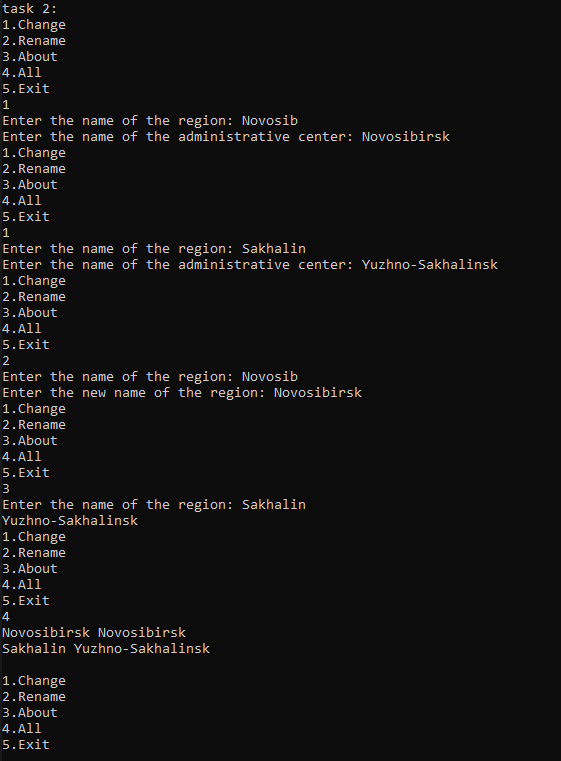 task 2:
1.Change
2.Rename
3.About
4.All
5.Exit
1
Enter the name of the region: Novosib
Enter the name of the administrative center: Novosibirsk
1.Change
2.Rename
3.About
4.All
5.Exit
1
Enter the name of the region: Sakhalin
Enter the name of the administrative center: Yuzhno-Sakhalinsk
1.Change
2.Rename
3.About
4.All
5.Exit
2
Enter the name of the region: Novosib
Enter the new name of the region: Novosibirsk
1.Change
2.Rename
3.About
4.All
5.Exit
3
Enter the name of the region: Sakhalin
Yuzhno-Sakhalinsk
1.Change
2.Rename
3.About
4.All
5.Exit
4
Novosibirsk Novosibirsk
Sakhalin Yuzhno-Sakhalinsk

1.Change
2.Rename
3.About
4.All
5.Exit